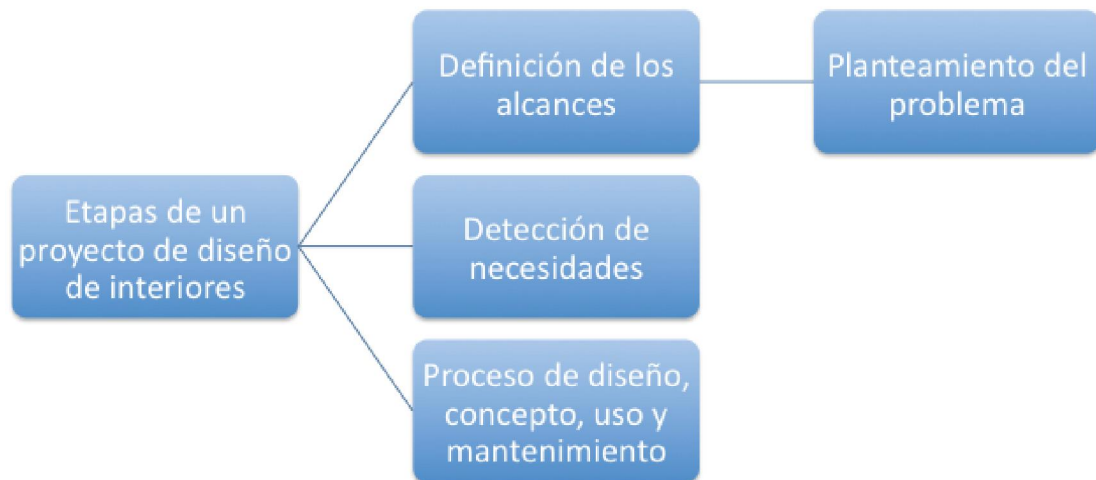 Etapas de un
proyecto de diseño
de interiores
Definición de los
alcances
Planteamiento del
problema
Detección de
necesidades
Proceso de diseño,
concepto, uso y
mantenimiento